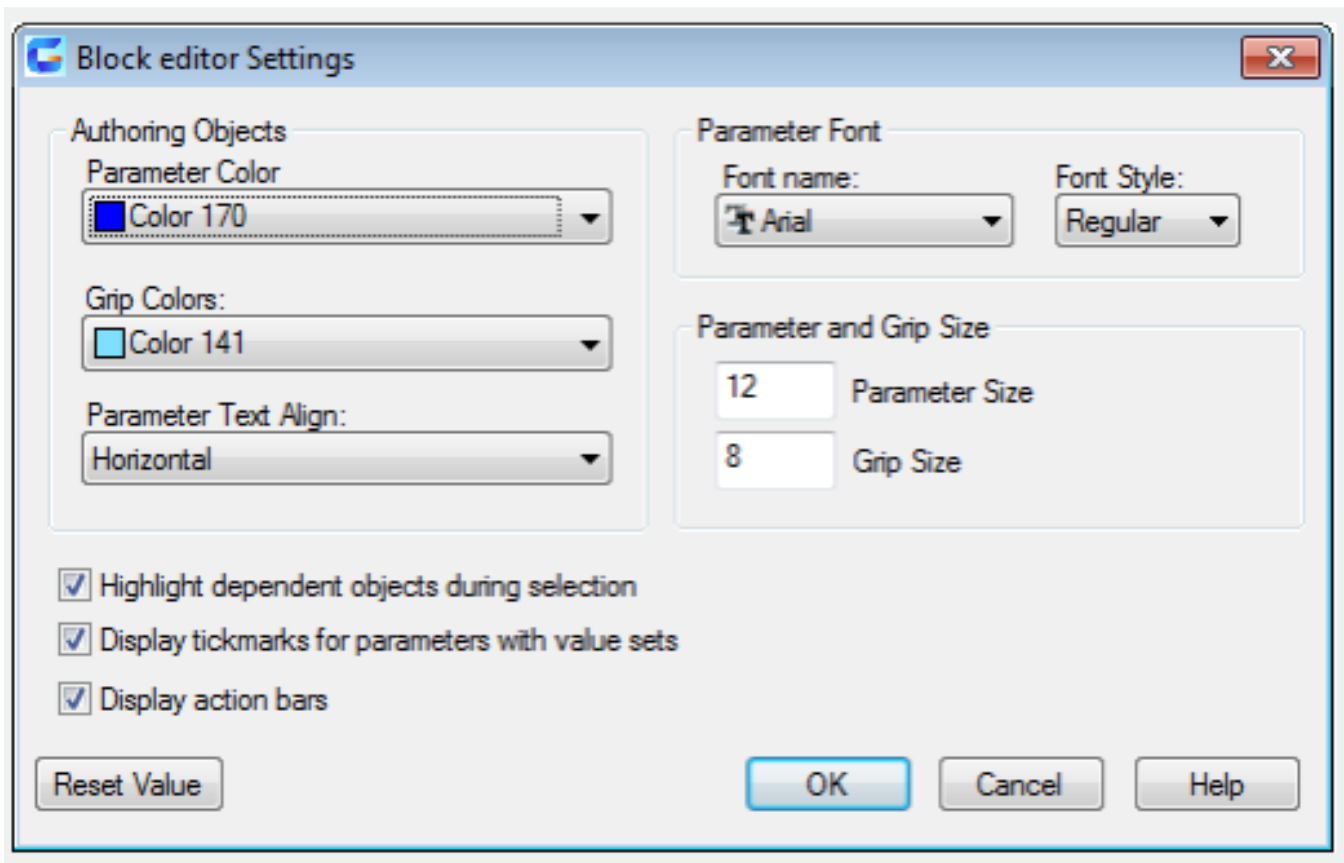 Block editor Settings
Authoring Objects
Parameter Color
Color 170
Grip Colors:
Color 141
Parameter Text Align:
Horizontal
Parameter Font
Font name:
Font Style:
Arial
Regular
Parameter and Grip Size
12 Parameter Size
8 Grip Size
Highlight dependent objects during selection
Display tickmarks for parameters with value sets
Display action bars
Reset Value
OK
Cancel
Help